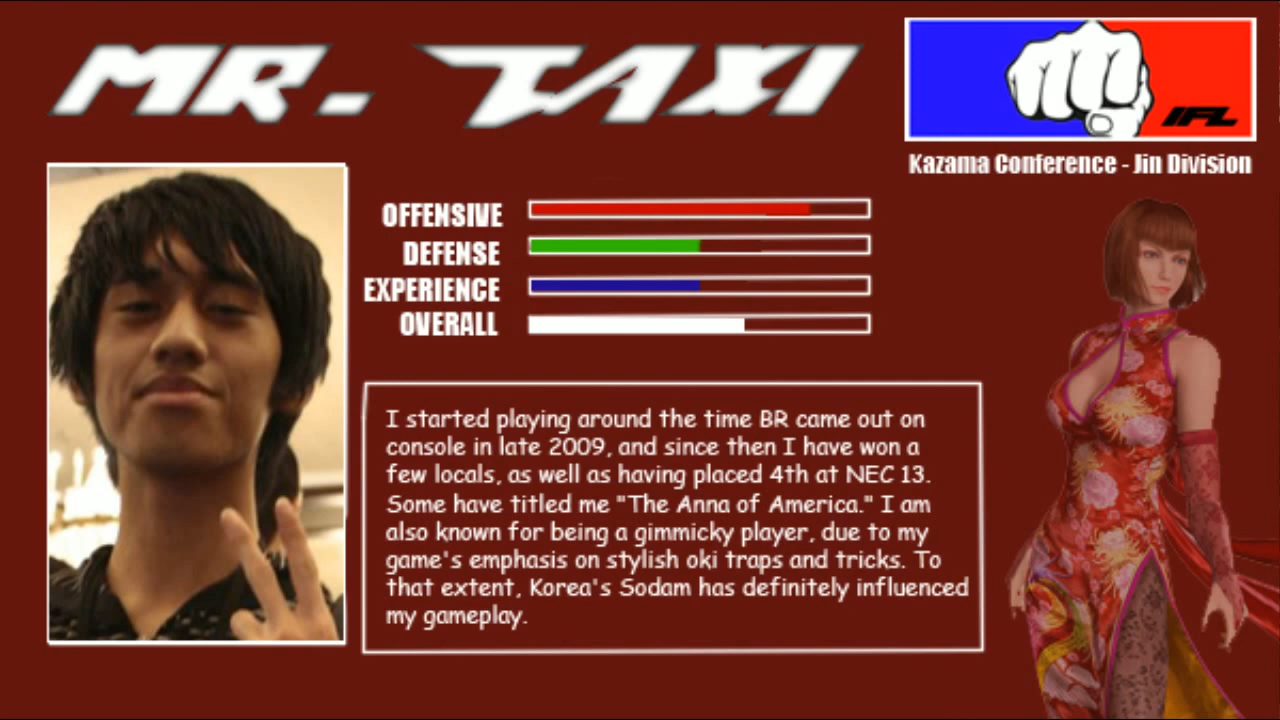 MR. TAXI
IFL
Kazama Conference - Jin Division
OFFENSIVE
DEFENSE
EXPERIENCE
OVERALL
I started playing around the time BR came out on
console in late 2009, and since then I have won a
few locals, as well as having placed 4th at NEC 13.
Some have titled me "The Anna of America." I am
also known for being a gimmicky player, due to my
game's emphasis on stylish oki traps and tricks. To
that extent, Korea's Sodam has definitely influenced
my gameplay.